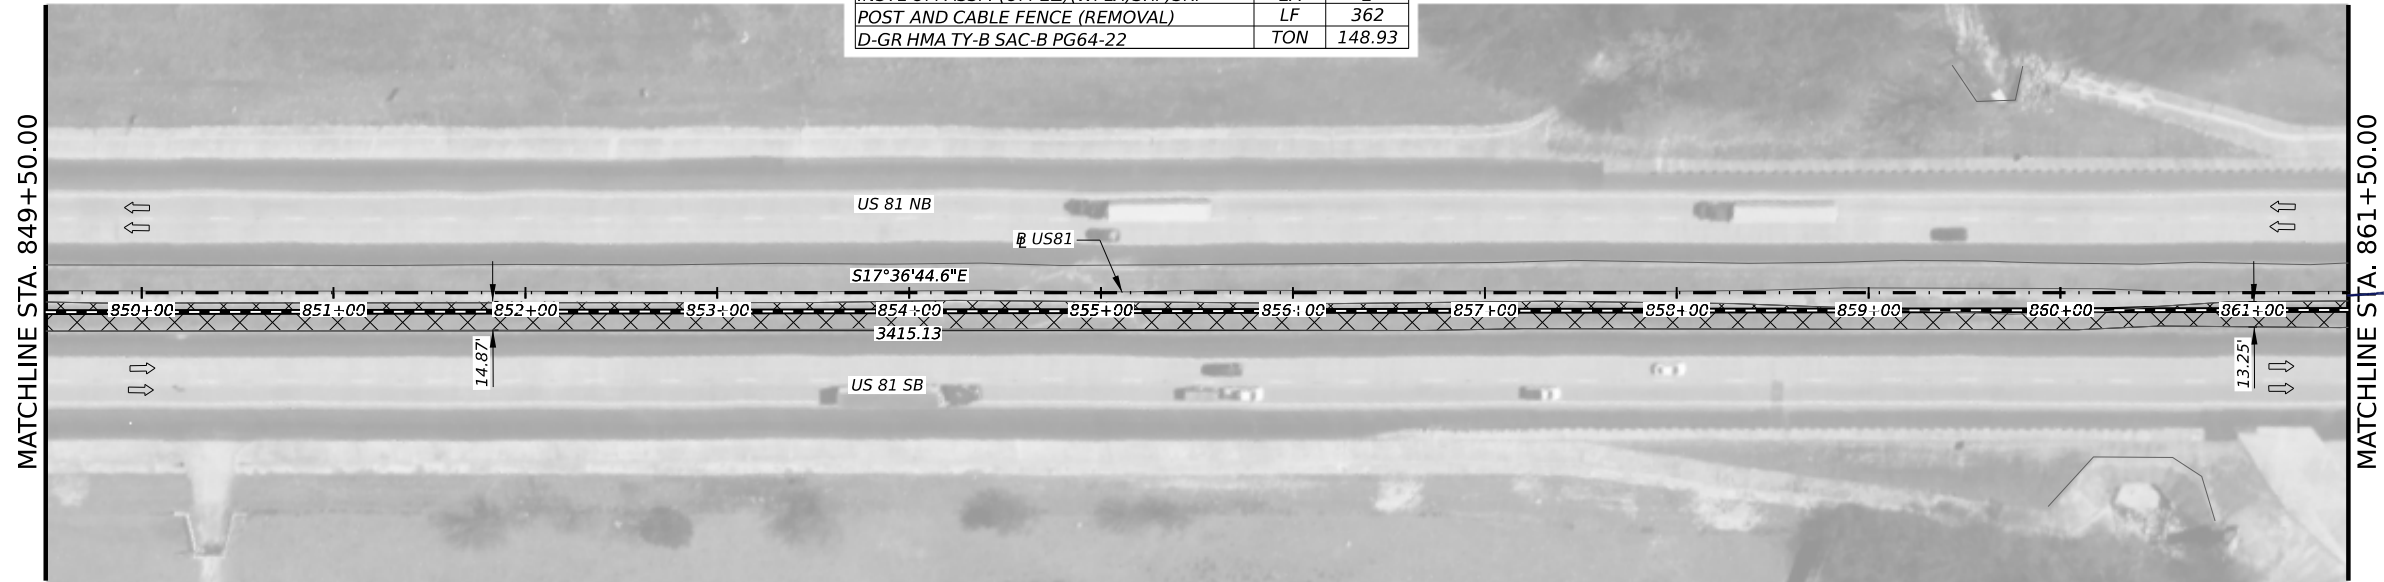 POST AND CABLE FENCE (REMOVAL) LF 362
D-GR HMA TY-B SAC-B PG64-22 TON 148.93
MATCHLINE STA. 849+50.00
MATCHLINE STA. 861+50.00
US 81 NB
BL US81
S17°36'44.6"E
850+00 851+00 852+00 853+00 854+00 855+00 856+00 857+00 858+00 859+00 860+00 861+00
3415.13
14.87'
13.25'
US 81 SB